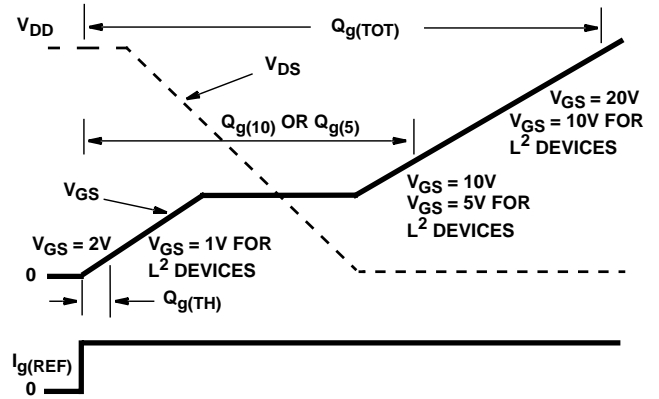 V_DD
Q_g(TOT)
V_DS
V_GS = 20V
V_GS = 10V FOR
L² DEVICES
Q_g(10) OR Q_g(5)
V_GS
V_GS = 10V
V_GS = 5V FOR
L² DEVICES
V_GS = 2V
V_GS = 1V FOR
L² DEVICES
0
Q_g(TH)
I_g(REF)
0